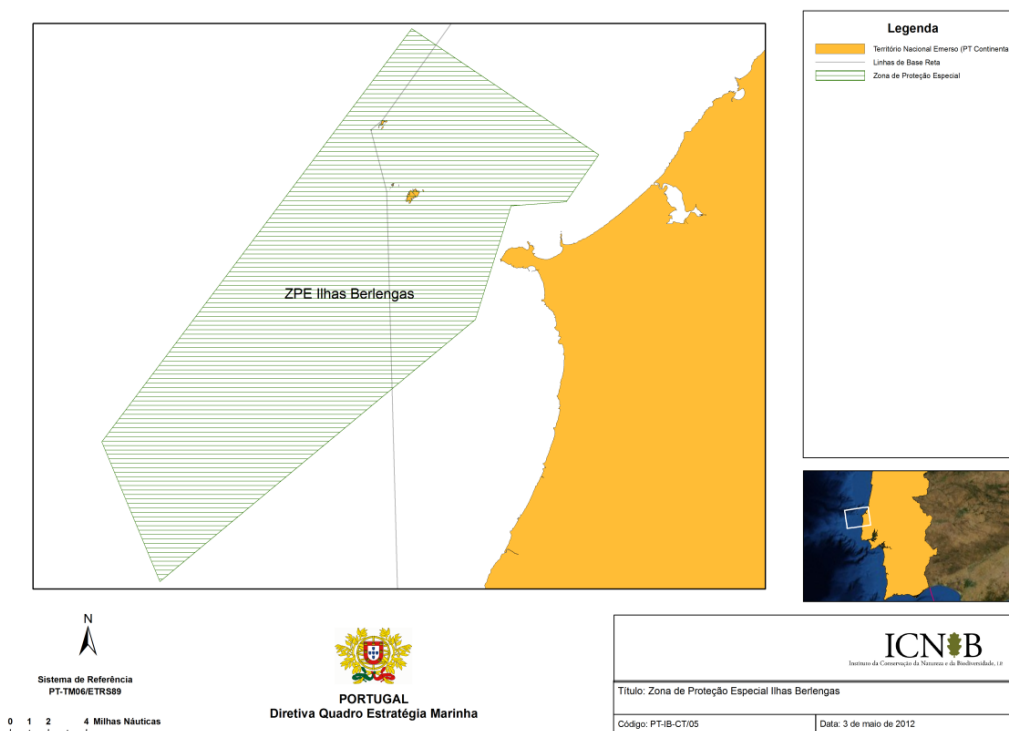 Legenda
Território Nacional Emerso (PT Continenta
Linhas de Base Reta
Zona de Proteção Especial
ZPE Ilhas Berlengas
N
Sistema de Referência
PT-TM06/ETRS89
0 1 2 4 Milhas Náuticas
PORTUGAL
Diretiva Quadro Estratégia Marinha
ICNB
Instituto da Conservação da Natureza e da Biodiversidade, I.P.
Título: Zona de Proteção Especial Ilhas Berlengas
Código: PT-IB-CT/05
Data: 3 de maio de 2012